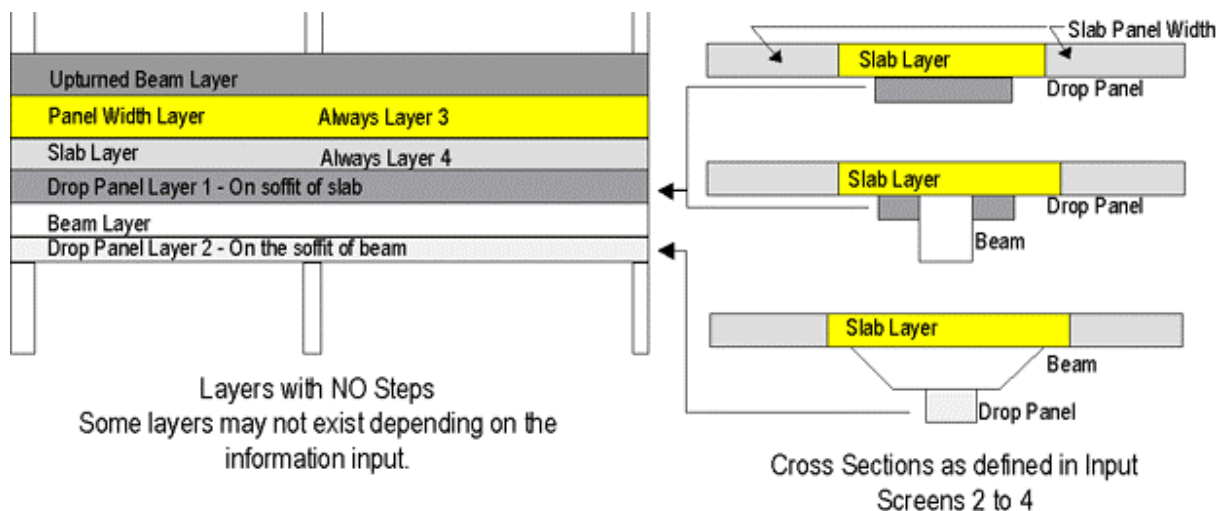 Upturned Beam Layer
Panel Width Layer Always Layer 3
Slab Layer Always Layer 4
Drop Panel Layer 1 - On soffit of slab
Beam Layer
Drop Panel Layer 2 - On the soffit of beam
Layers with NO Steps
Some layers may not exist depending on the
information input.
Slab Panel Width
Slab Layer
Drop Panel
Slab Layer
Drop Panel
Beam
Slab Layer
Beam
Drop Panel
Cross Sections as defined in Input
Screens 2 to 4